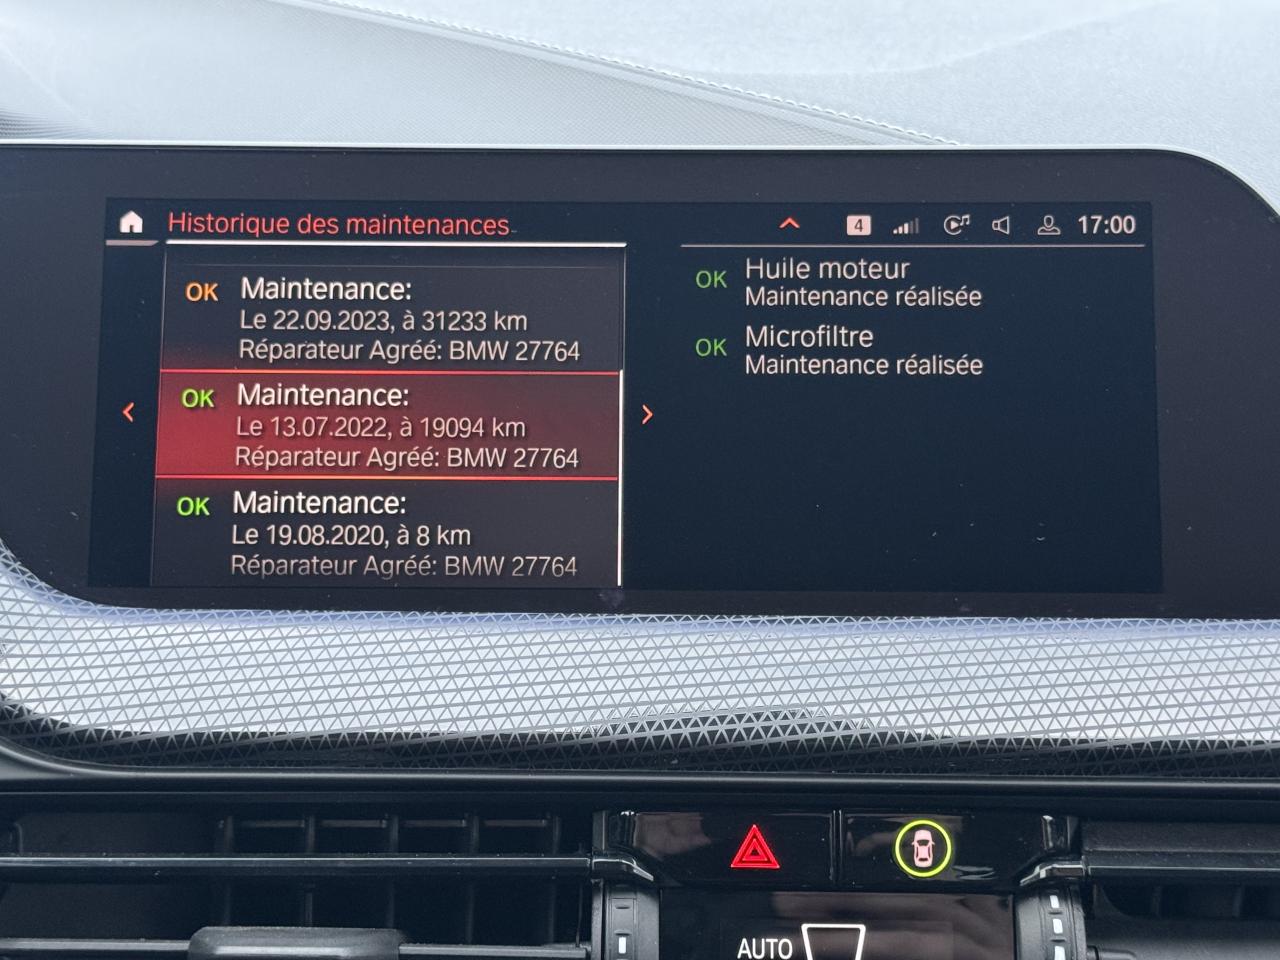 Historique des maintenances
4
17:00
OK Maintenance:
Le 22.09.2023, à 31233 km
Réparateur Agréé: BMW 27764
OK Maintenance:
Le 13.07.2022, à 19094 km
Réparateur Agréé: BMW 27764
OK Maintenance:
Le 19.08.2020, à 8 km
Réparateur Agréé: BMW 27764
OK Huile moteur
Maintenance réalisée
OK Microfiltre
Maintenance réalisée
AUTO